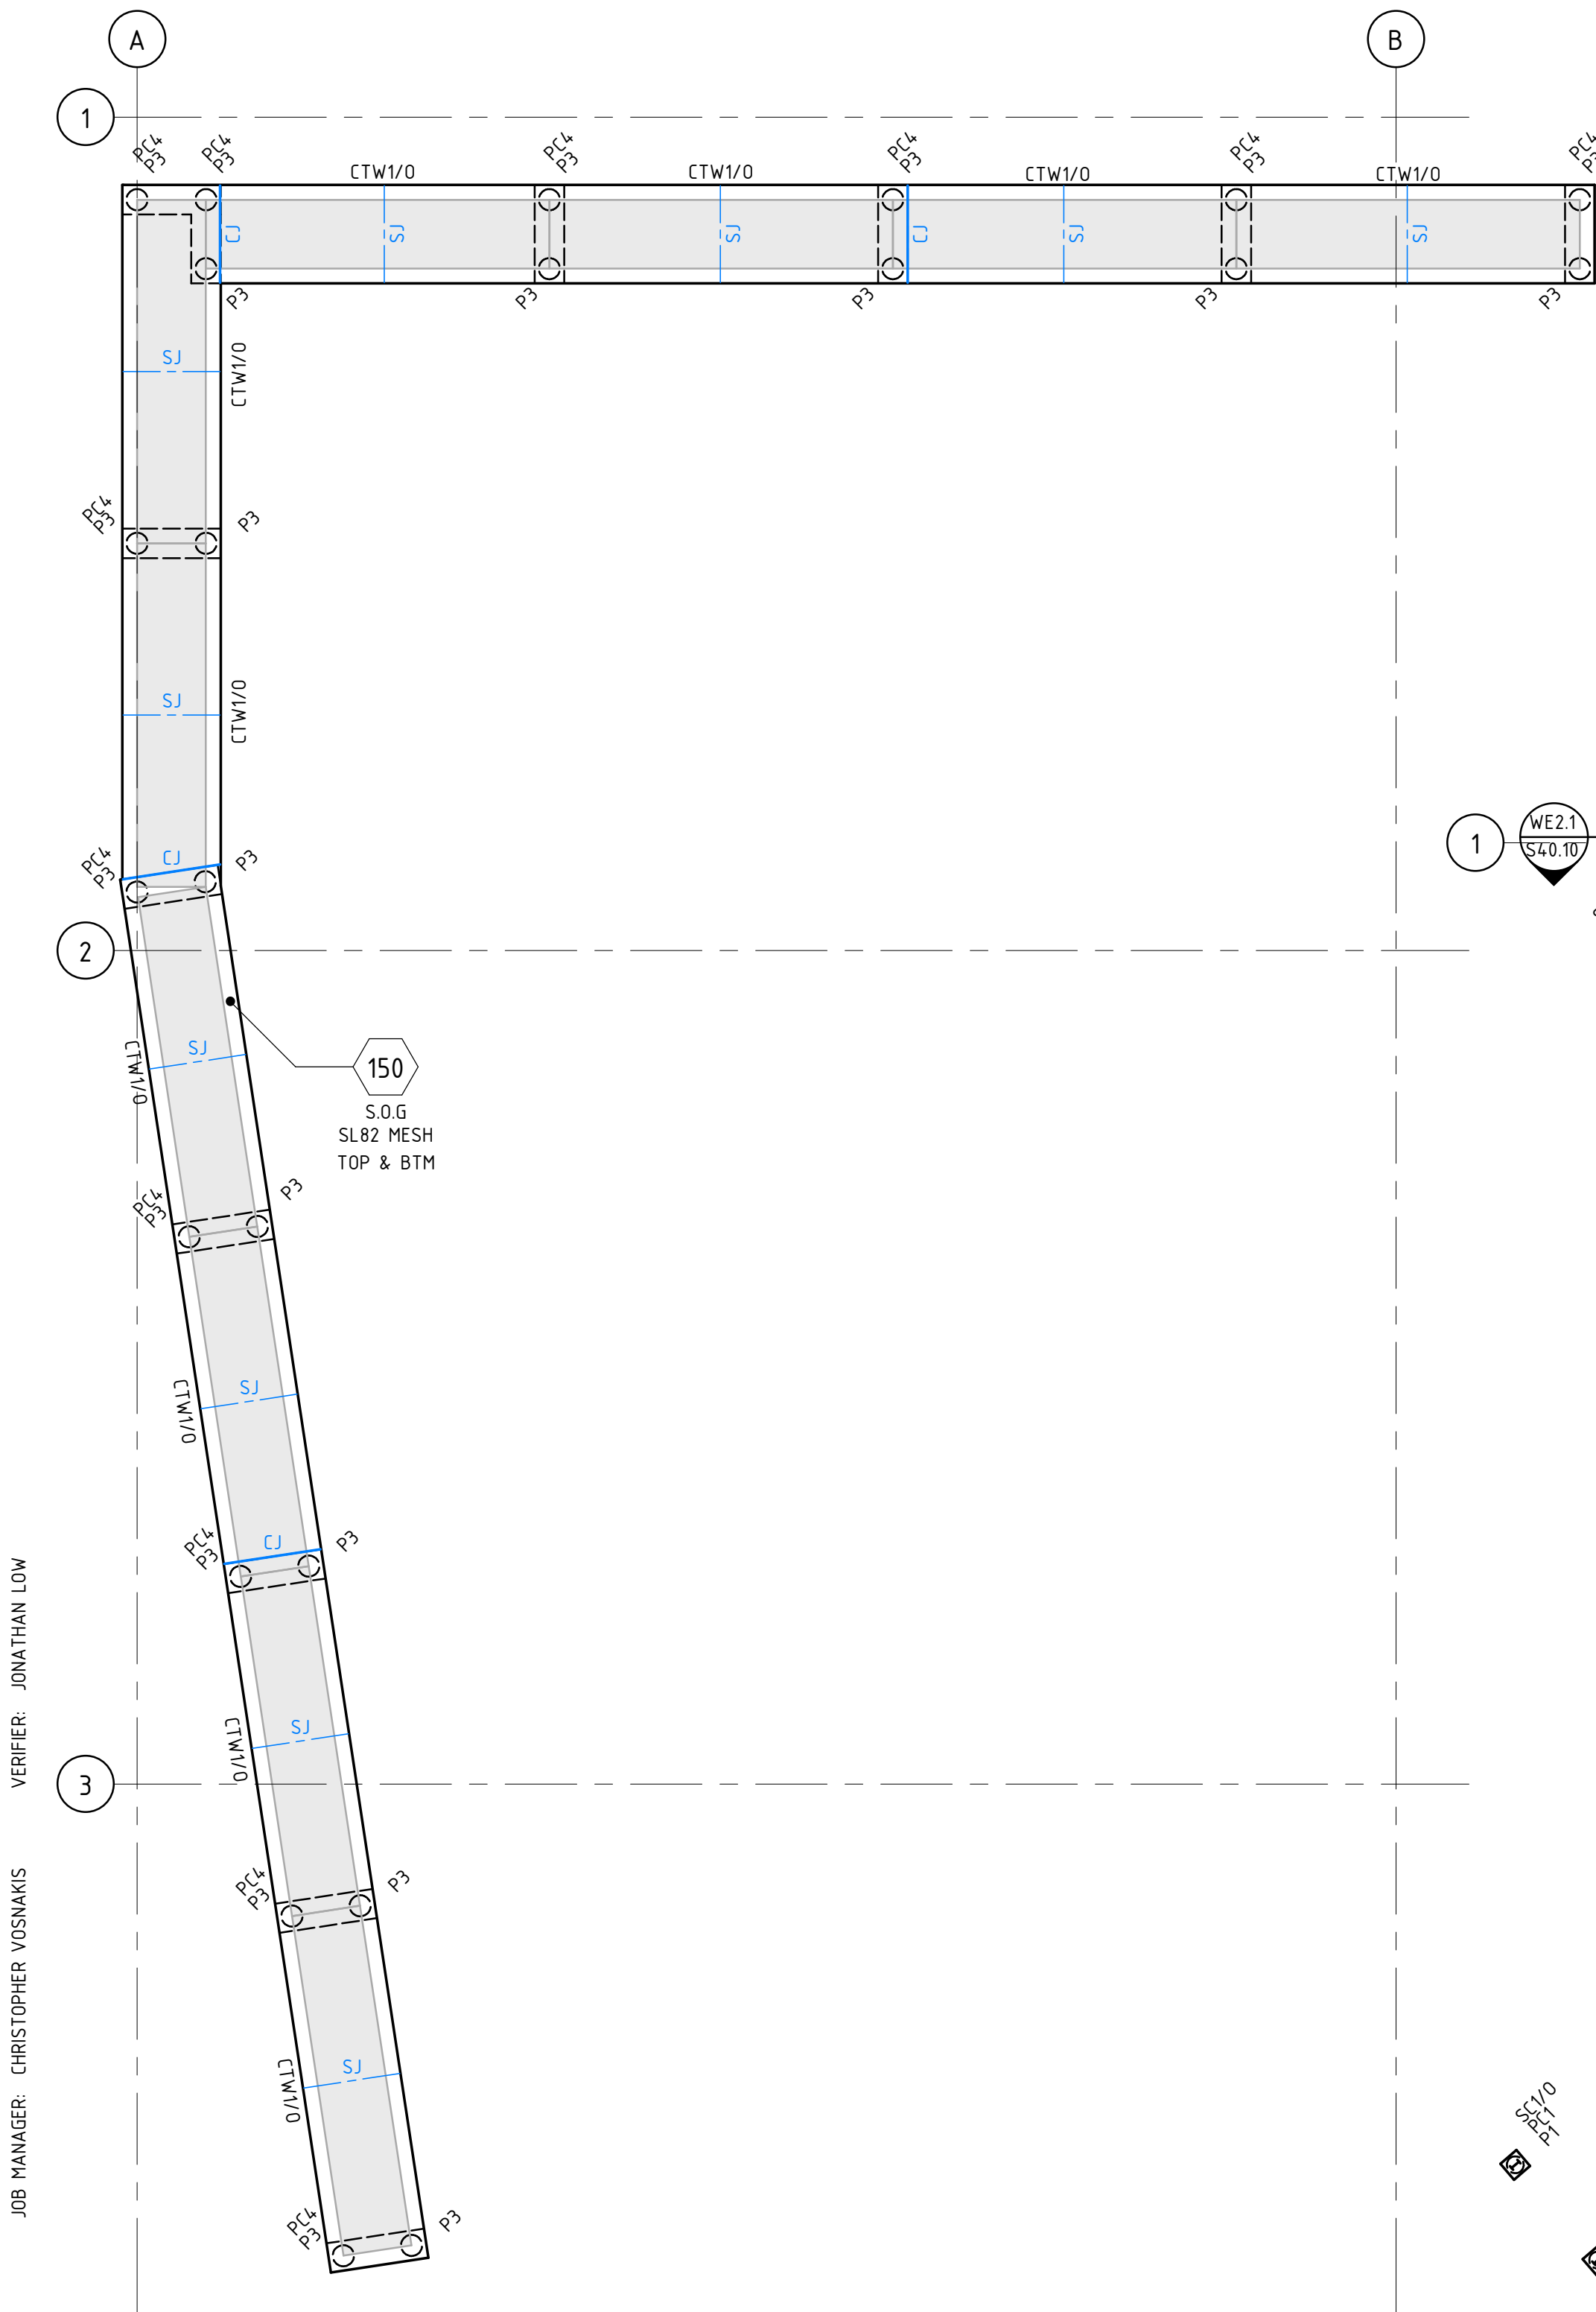 A
B
1
PC4
P3
PC4
P3
PC4
P3
PC4
P3
PC4
P3
PC4
CTW1/0
CTW1/0
CTW1/0
CTW1/0
CJ
SJ
SJ
CJ
SJ
SJ
P3
P3
P3
P3
P3
SJ
CTW1/0
PC4
P3
P3
SJ
CTW1/0
PC4
P3
CJ
P3
1
WE2.1
S40.10
2
CTW1/0
SJ
150
S.O.G
SL82 MESH
TOP & BTM
PC4
P3
P3
CTW1/0
SJ
PC4
P3
CJ
P3
CTW1/0
SJ
3
PC4
P3
P3
CTW1/0
SJ
PC4
P3
P3
SC1/0
PC1
P1
JOB MANAGER: CHRISTOPHER VOSNAKIS
VERIFIER: JONATHAN LOW